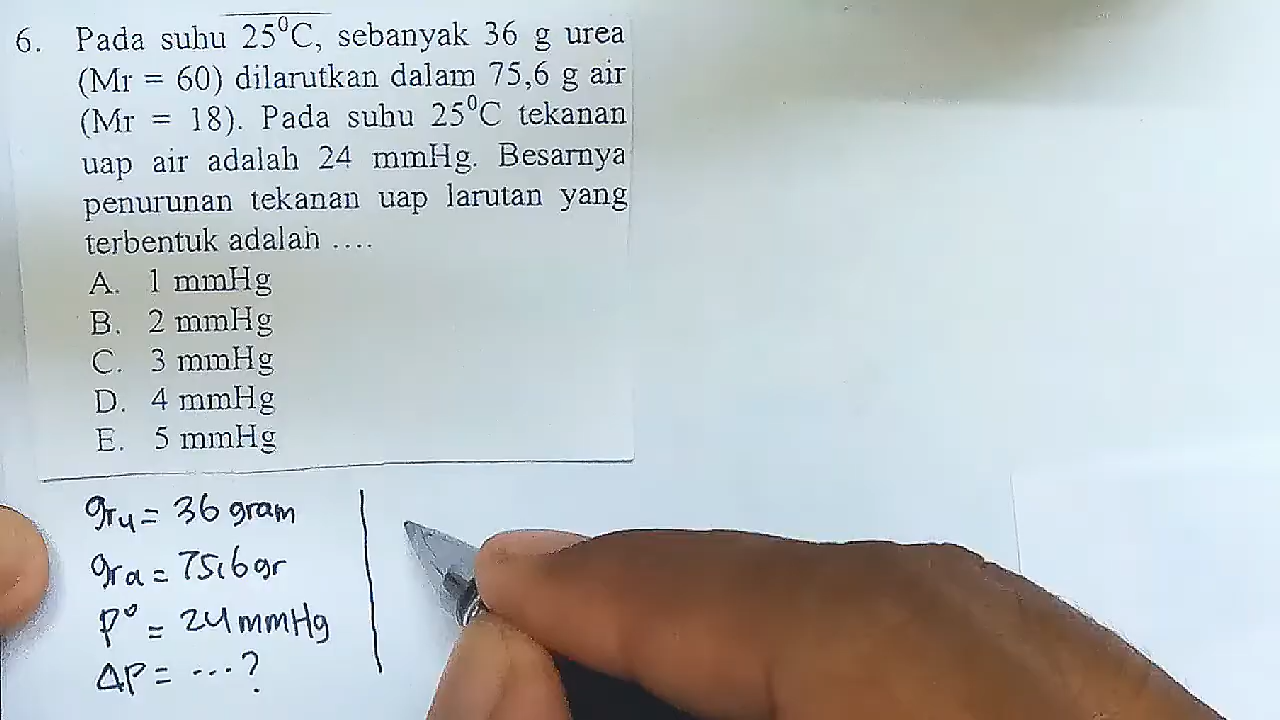 6. Pada suhu 25⁰C, sebanyak 36 g urea
(Mr = 60) dilarutkan dalam 75,6 g air
(Mr = 18). Pada suhu 25⁰C tekanan
uap air adalah 24 mmHg. Besarnya
penurunan tekanan uap larutan yang
terbentuk adalah ....
A. 1 mmHg
B. 2 mmHg
C. 3 mmHg
D. 4 mmHg
E. 5 mmHg
gru = 36 gram
gra = 75,6 gr
P° = 24 mmHg
ΔP = ...?